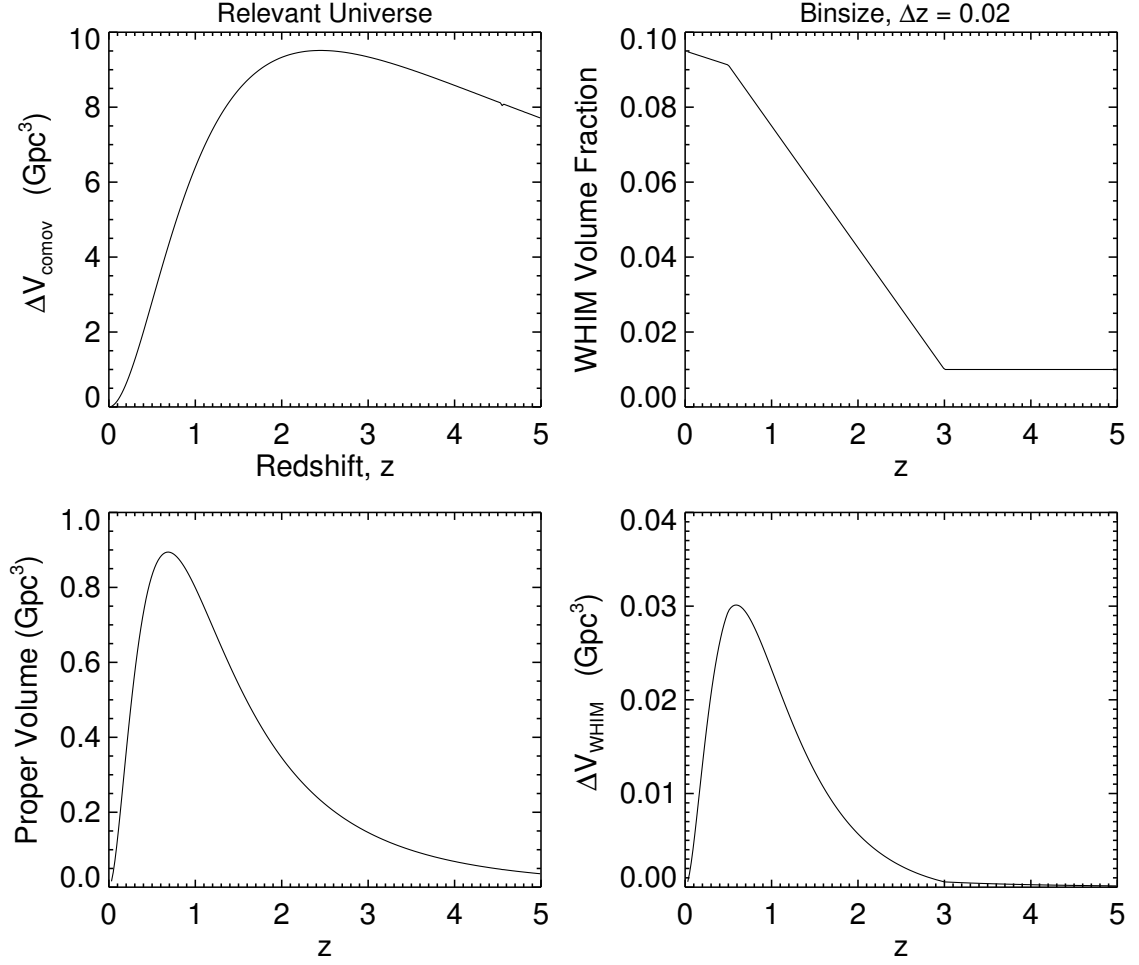 Relevant Universe
10
8
6
4
2
0
ΔV_comov (Gpc³)
0 1 2 3 4 5
Redshift, z
Binsize, Δz = 0.02
0.10
0.08
0.06
0.04
0.02
0.00
WHIM Volume Fraction
0 1 2 3 4 5
z
1.0
0.8
0.6
0.4
0.2
0.0
Proper Volume (Gpc³)
0 1 2 3 4 5
z
0.04
0.03
0.02
0.01
0.00
ΔV_WHIM (Gpc³)
0 1 2 3 4 5
z